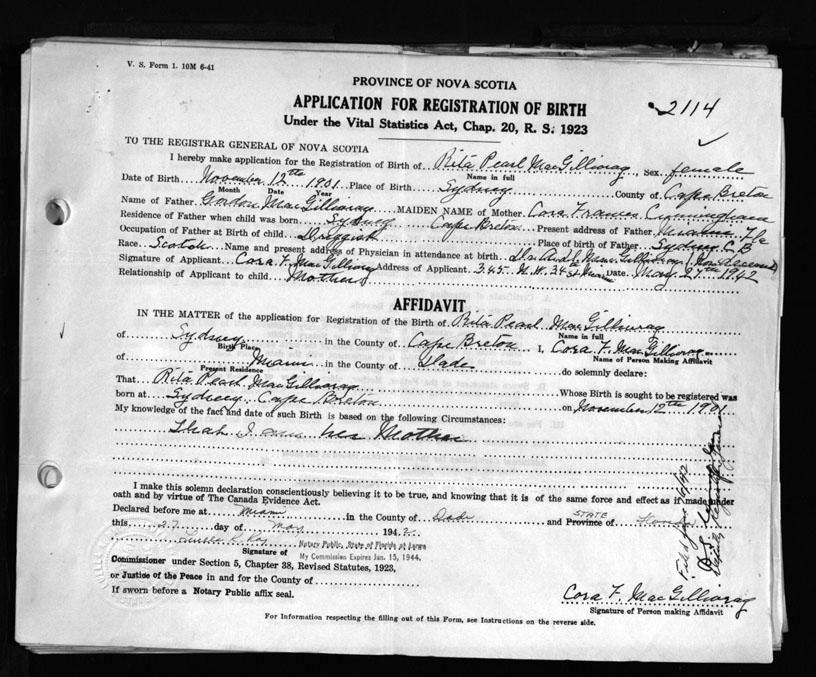 V. S. Form 1. 10M 6-41
PROVINCE OF NOVA SCOTIA
APPLICATION FOR REGISTRATION OF BIRTH
2114
Under the Vital Statistics Act, Chap. 20, R. S. 1923
TO THE REGISTRAR GENERAL OF NOVA SCOTIA
I hereby make application for the Registration of Birth of Rita Pearl MacGillivray, Sex female
Name in full
Date of Birth November 12th 1901 Place of Birth Sydney County of Cape Breton
Month Date Year
Name of Father Gordon MacGillivray MAIDEN NAME of Mother Cora Frances Cunningham
Residence of Father when child was born Sydney Cape Breton Present address of Father Miami Fla
Occupation of Father at Birth of child Druggist Place of birth of Father Sydney C B
Race Scotch Name and present address of Physician in attendance at birth Dr. MacGillivray (Now deceased)
Signature of Applicant Cora F. MacGillivray Address of Applicant 345 N.W. 34 St Miami Date May 27th 1942
Relationship of Applicant to child Mother
AFFIDAVIT
IN THE MATTER of the application for Registration of the Birth of Rita Pearl MacGillivray
Name in full
of Sydney in the County of Cape Breton I, Cora F. MacGillivray
Birth Place Name of Person Making Affidavit
of Miami in the County of Dade do solemnly declare:
Present Residence
That Rita Pearl MacGillivray Whose Birth is sought to be registered was
born at Sydney Cape Breton on November 12th 1901
My knowledge of the fact and date of such Birth is based on the following Circumstances:
That I am her Mother
I make this solemn declaration conscientiously believing it to be true, and knowing that it is of the same force and effect as if made under
oath and by virtue of The Canada Evidence Act.
Declared before me at Miami in the County of Dade and STATE Province of Florida
this 27 day of May 1942
Notary Public, State of Florida at Large
Signature of My Commission Expires Jan. 15, 1944.
Commissioner under Section 5, Chapter 38, Revised Statutes, 1923,
or Justice of the Peace in and for the County of
If sworn before a Notary Public affix seal.
Cora F. MacGillivray
Signature of Person making Affidavit
For Information respecting the filling out of this Form, see Instructions on the reverse side.